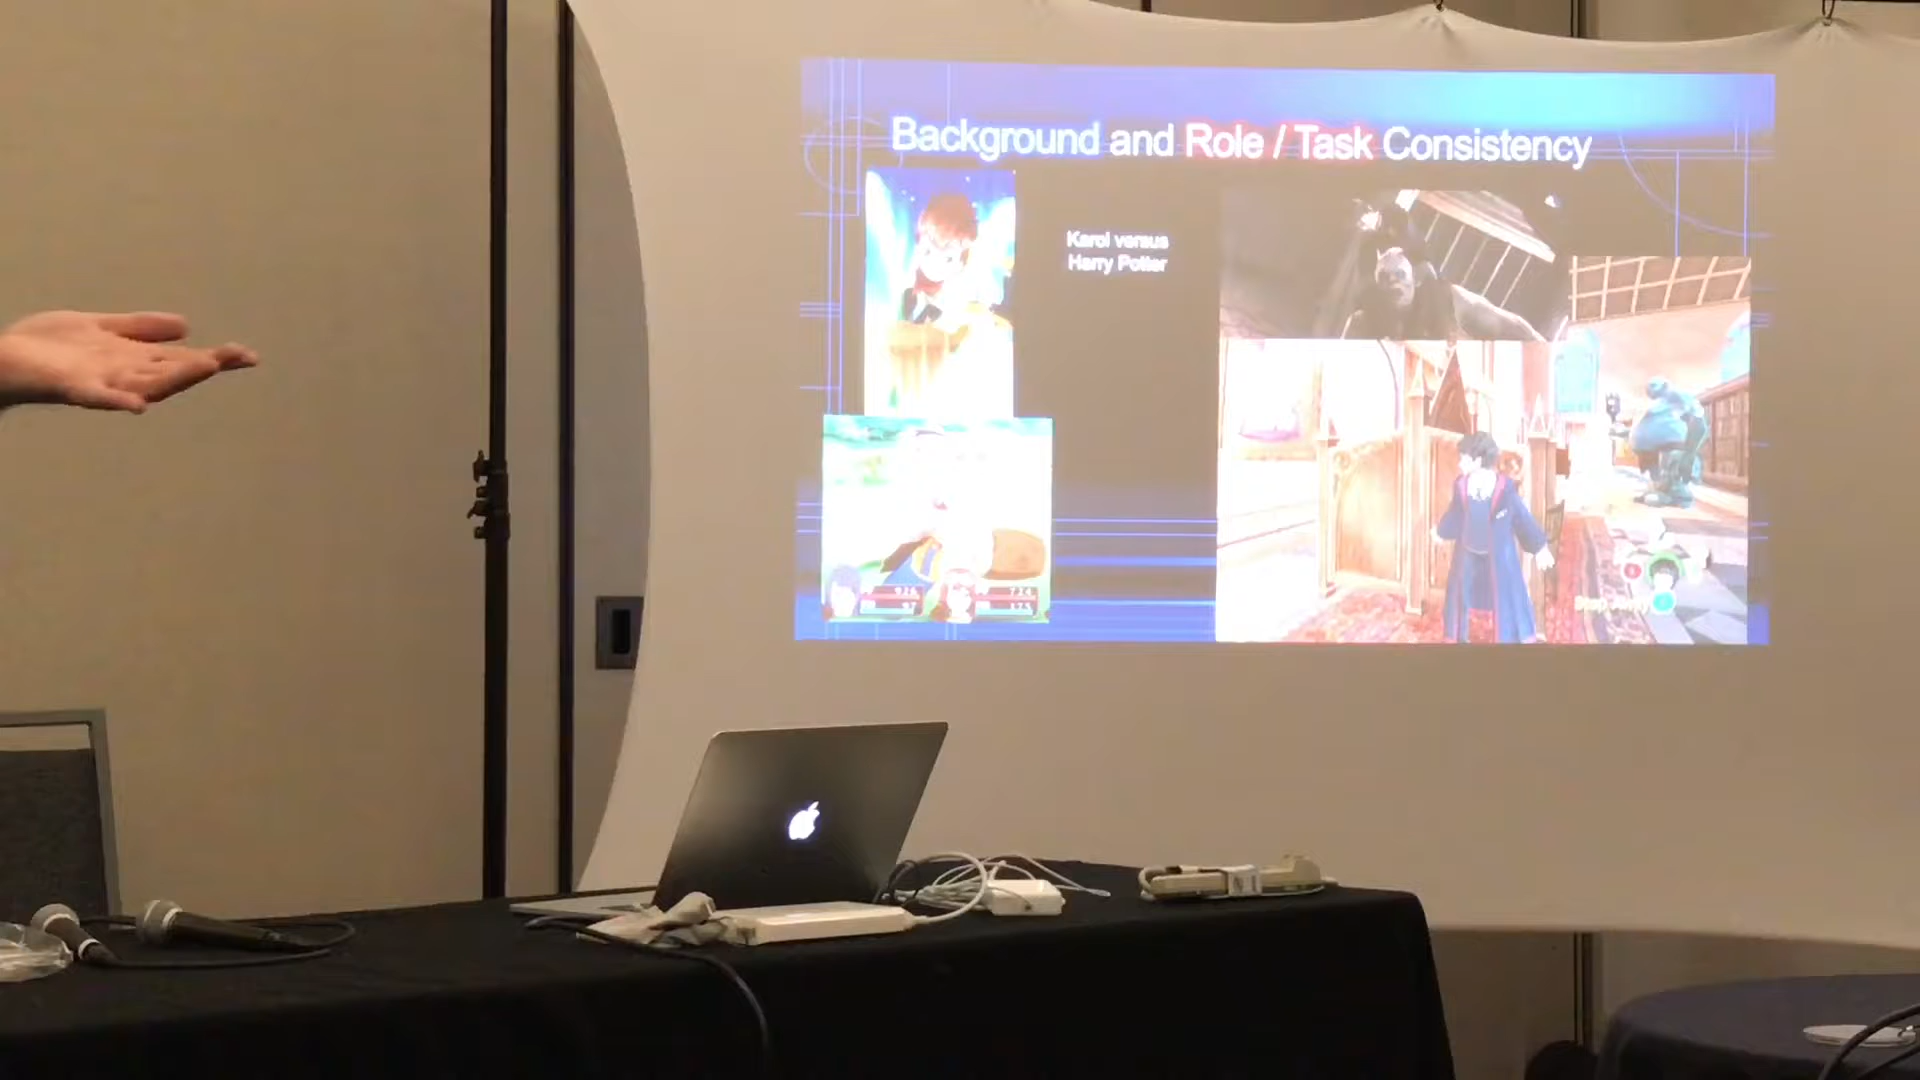 Background and Role / Task Consistency
Karol versus
Harry Potter